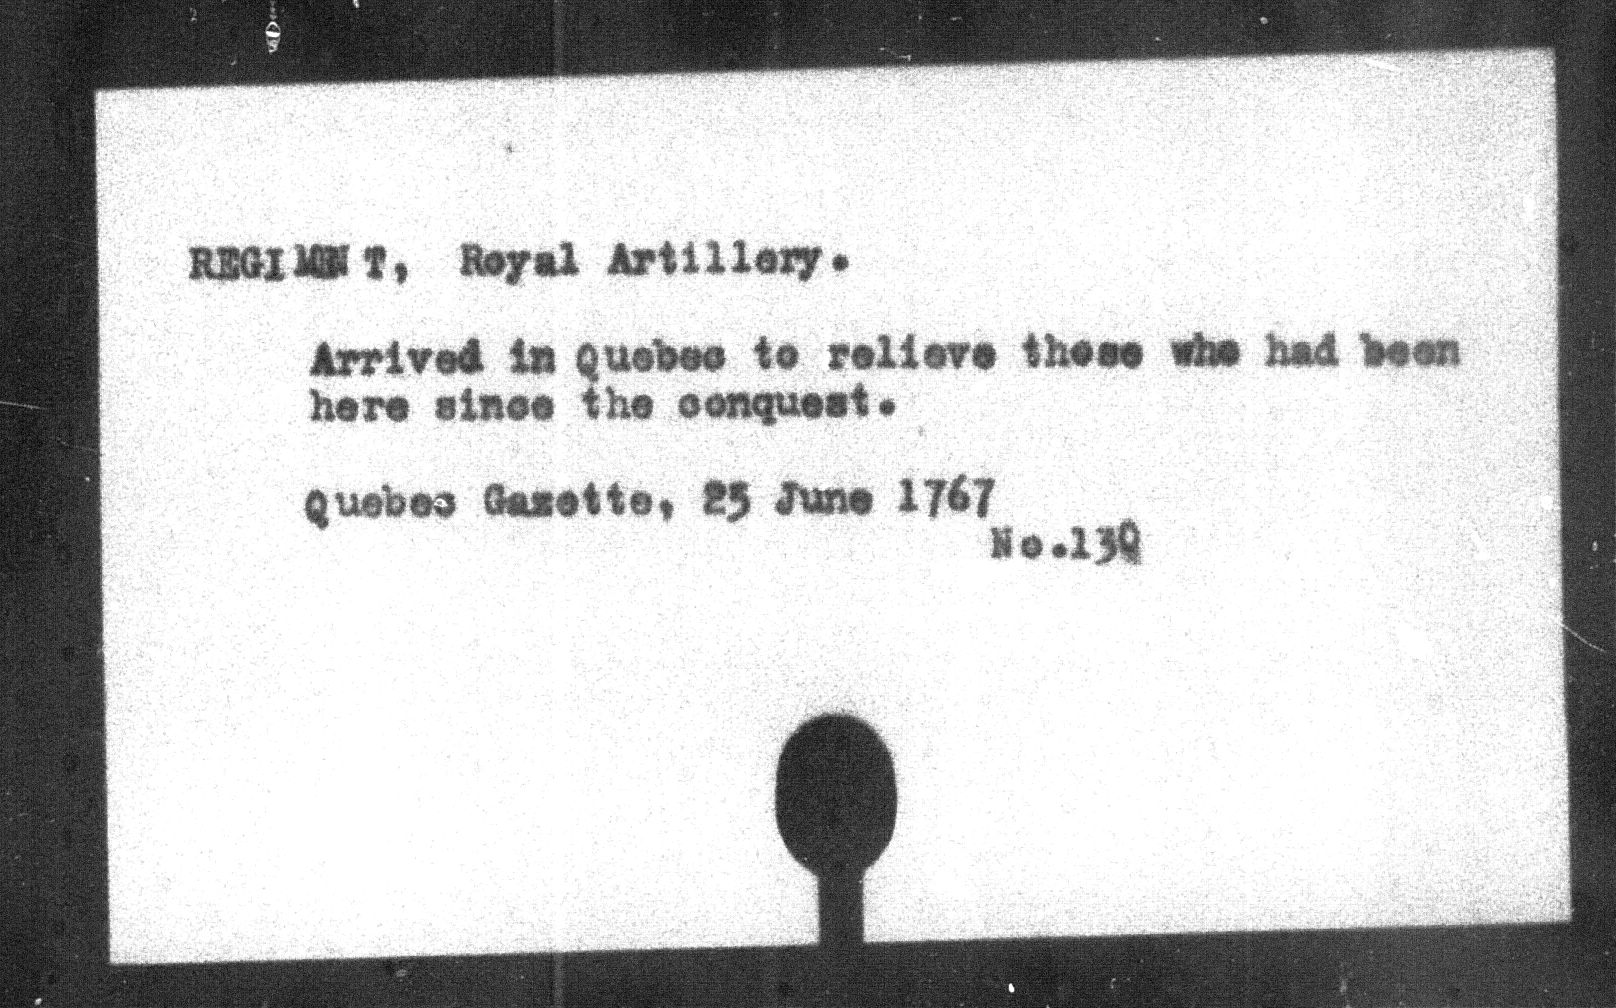 REGIMENT, Royal Artillery.
Arrived in Quebec to relieve those who had been
here since the conquest.
Quebec Gazette, 25 June 1767
No.13Q